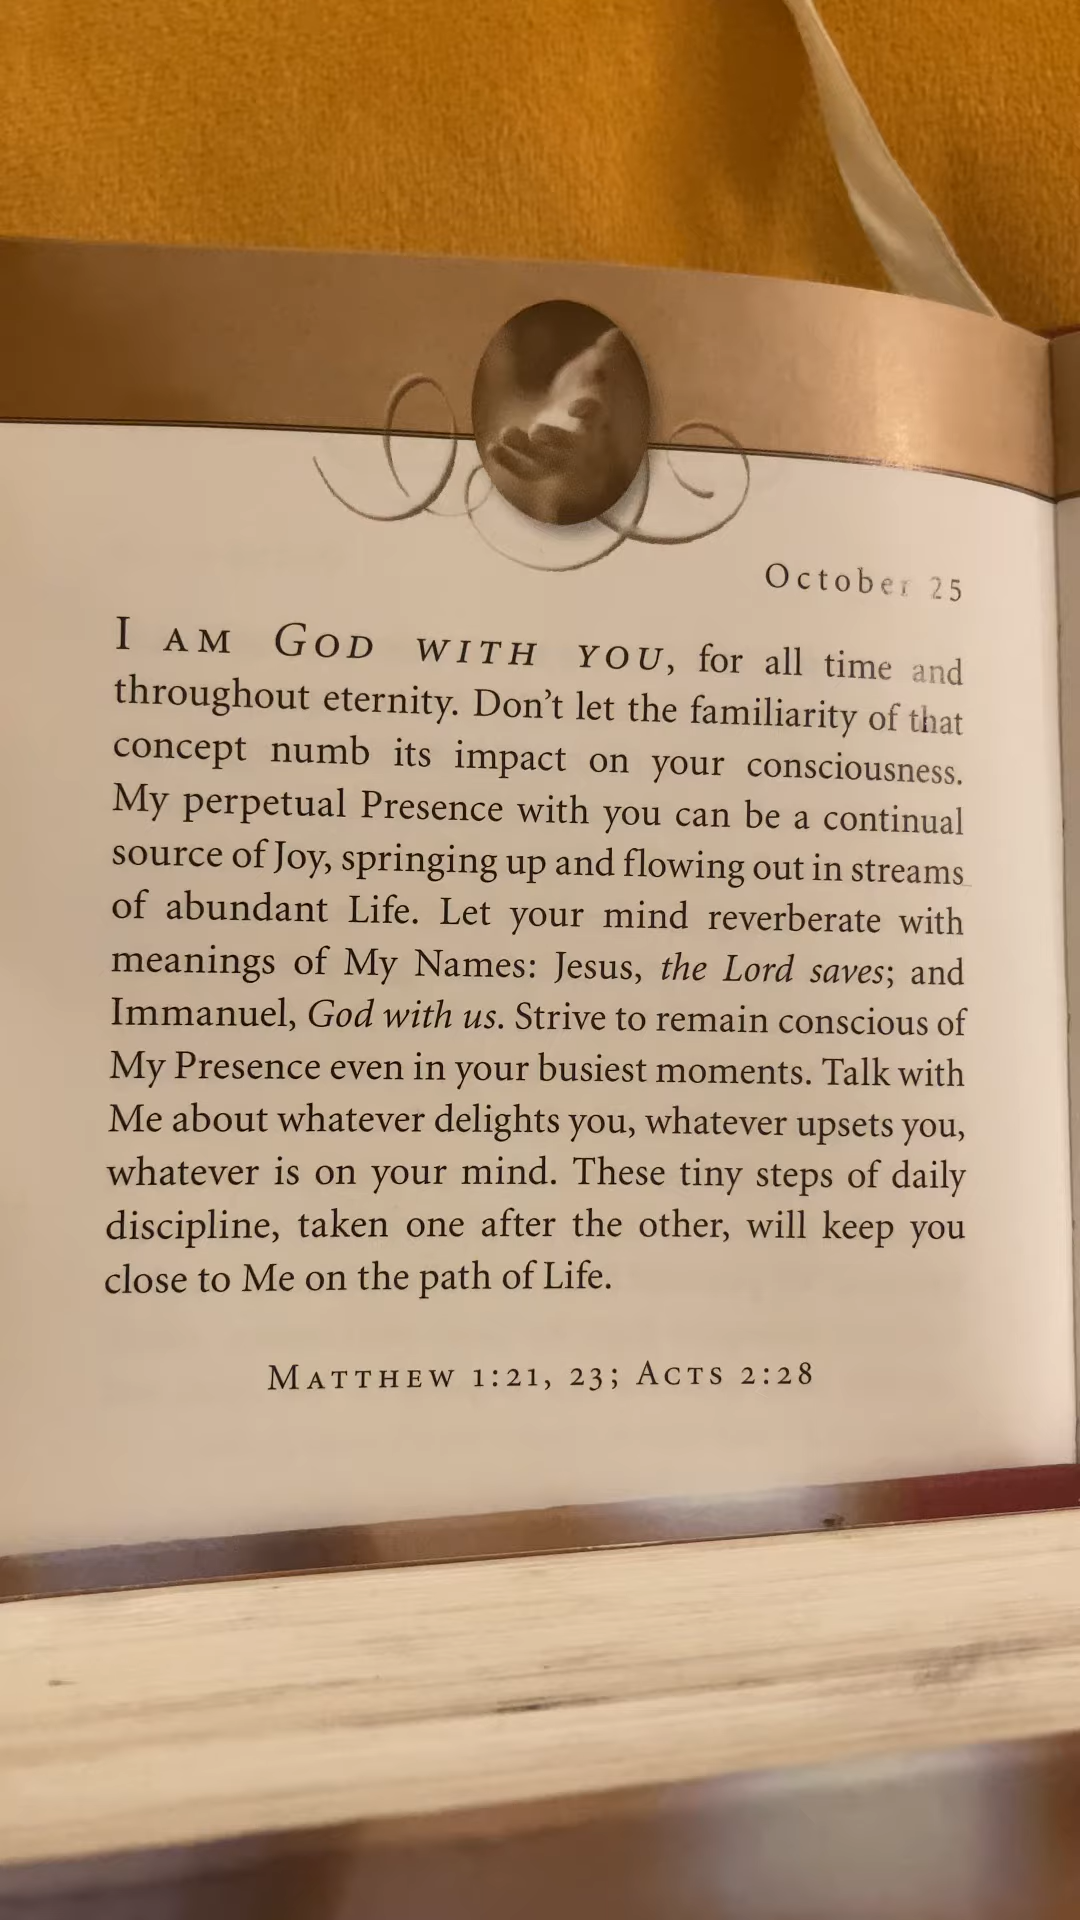 October 25
I AM GOD WITH YOU, for all time and
throughout eternity. Don't let the familiarity of that
concept numb its impact on your consciousness.
My perpetual Presence with you can be a continual
source of Joy, springing up and flowing out in streams
of abundant Life. Let your mind reverberate with
meanings of My Names: Jesus, the Lord saves; and
Immanuel, God with us. Strive to remain conscious of
My Presence even in your busiest moments. Talk with
Me about whatever delights you, whatever upsets you,
whatever is on your mind. These tiny steps of daily
discipline, taken one after the other, will keep you
close to Me on the path of Life.
MATTHEW 1:21, 23; ACTS 2:28